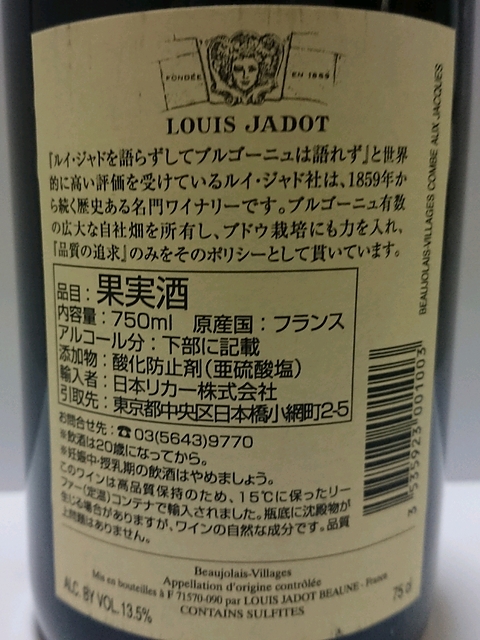 FONDÉE EN 1859
LOUIS JADOT
『ルイ・ジャドを語らずしてブルゴーニュは語れず』と世界
的に高い評価を受けているルイ・ジャド社は、1859年か
ら続く歴史ある名門ワイナリーです。ブルゴーニュ有数
の広大な自社畑を所有し、ブドウ栽培にも力を入れ、
『品質の追求』のみをそのポリシーとして貫いています。
品目：果実酒
内容量：750ml 原産国：フランス
アルコール分：下部に記載
添加物：酸化防止剤（亜硫酸塩）
輸入者：日本リカー株式会社
引取先：東京都中央区日本橋小網町2-5
お問合せ先：☎03(5643)9770
※飲酒は20歳になってから。
※妊娠中・授乳期の飲酒はやめましょう。
このワインは高品質保持のため、15℃に保ったリー
ファー(定温)コンテナで輸入されました。瓶底に沈殿物が
生じる場合がありますが、ワインの自然な成分です。品質
上問題はありません。
Beaujolais-Villages
Appellation d'origine contrôlée
Mis en bouteilles à F 71570-090 par LOUIS JADOT BEAUNE - France
ALC. BY VOL. 13.5%
CONTAINS SULFITES
75 cl
BEAUJOLAIS-VILLAGES COMBE AUX JACQUES
3 535923 001003